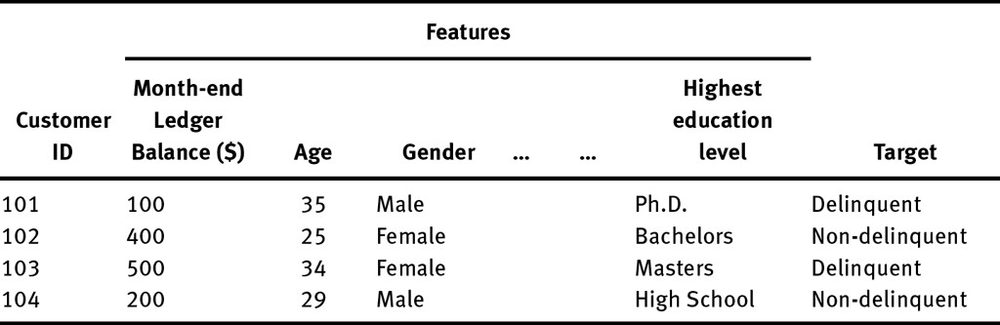 Features
Customer ID Month-end Ledger Balance ($) Age Gender ... ... Highest education level Target
101 100 35 Male Ph.D. Delinquent
102 400 25 Female Bachelors Non-delinquent
103 500 34 Female Masters Delinquent
104 200 29 Male High School Non-delinquent